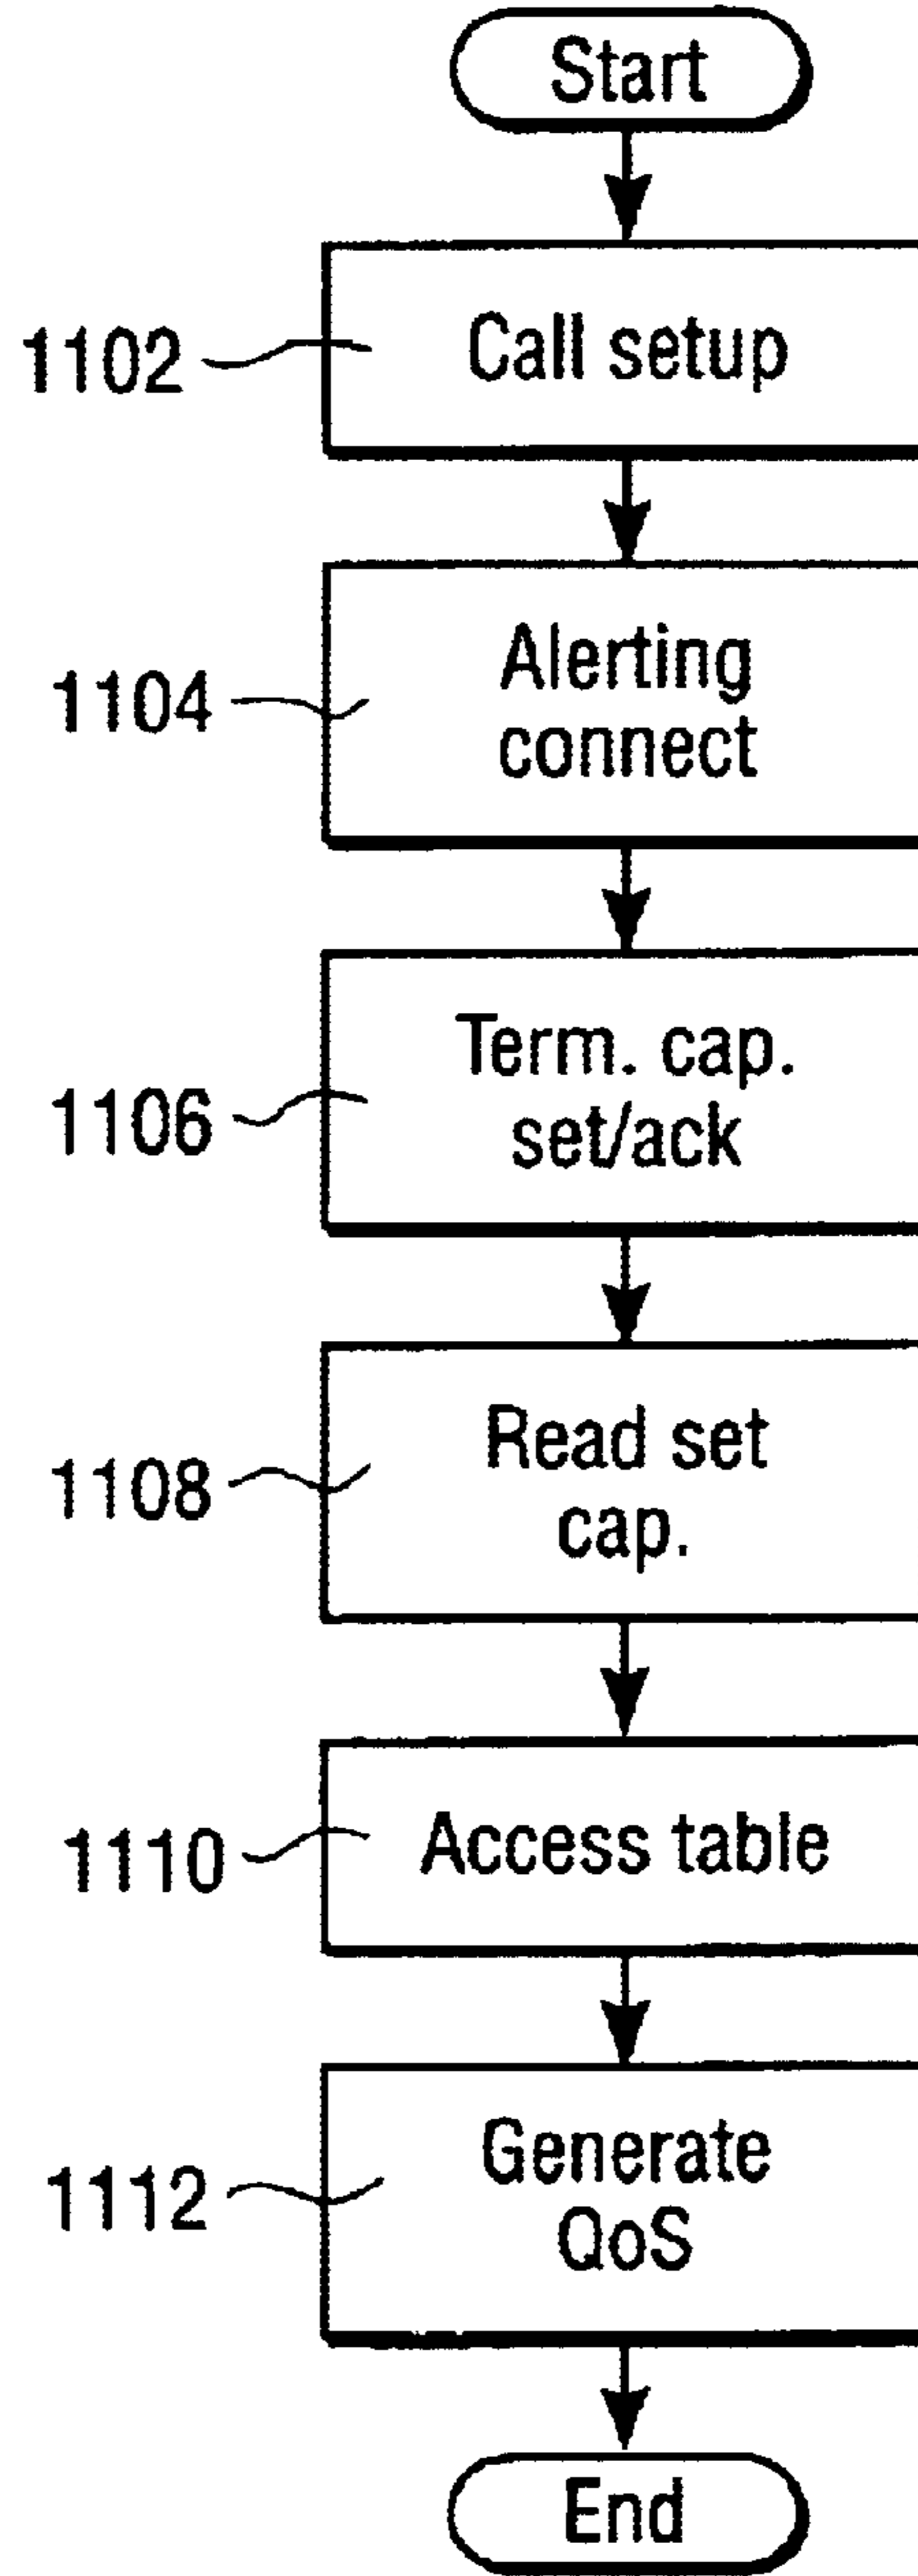 Start
1102
Call setup
1104
Alerting
connect
1106
Term. cap.
set/ack
1108
Read set
cap.
1110
Access table
1112
Generate
QoS
End